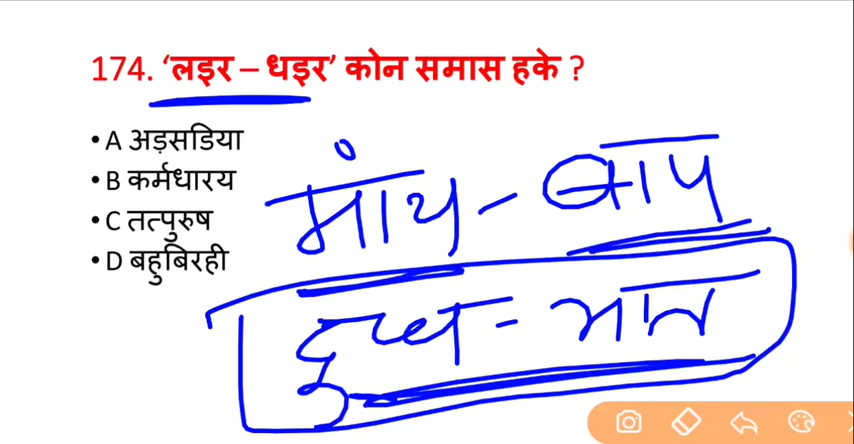 174. ‘लइर – धइर’ कोन समास हके ?
• A अड़सडिया
• B कर्मधारय
• C तत्पुरुष
• D बहुबिरही
मांय - बाप
दुध - भात